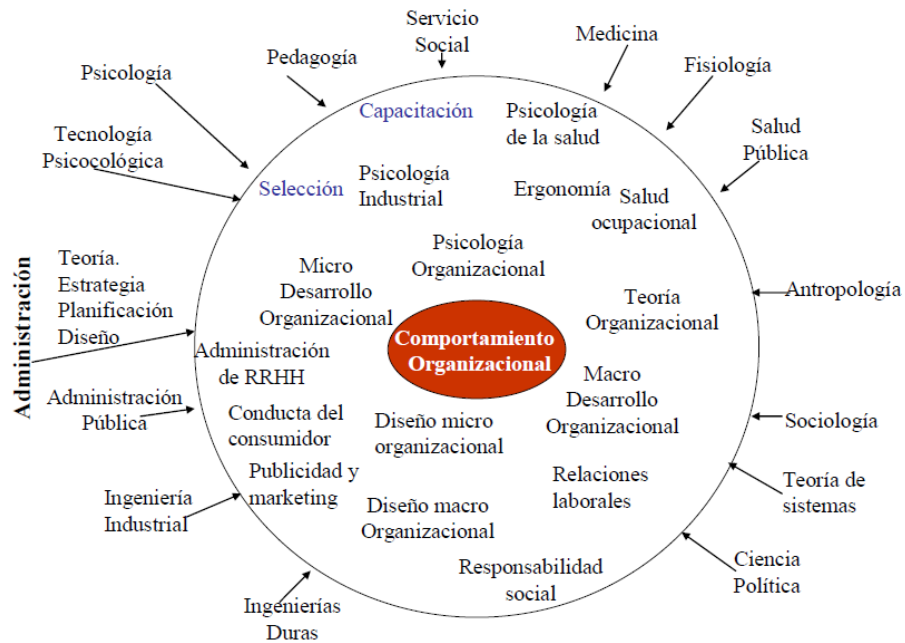 Servicio
Social
Medicina
Pedagogía
Fisiología
Psicología
Capacitación
Psicología
de la salud
Tecnología
Psicocológica
Salud
Pública
Selección
Psicología
Industrial
Ergonomía
Salud
ocupacional
Psicología
Organizacional
Administración
Teoría.
Estrategia
Planificación
Diseño
Micro
Desarrollo
Organizacional
Teoría
Organizacional
Antropología
Comportamiento
Organizacional
Administración
de RRHH
Macro
Desarrollo
Organizacional
Administración
Pública
Conducta del
consumidor
Diseño micro
organizacional
Sociología
Publicidad y
marketing
Relaciones
laborales
Teoría de
sistemas
Ingeniería
Industrial
Diseño macro
Organizacional
Ciencia
Política
Responsabilidad
social
Ingenierías
Duras